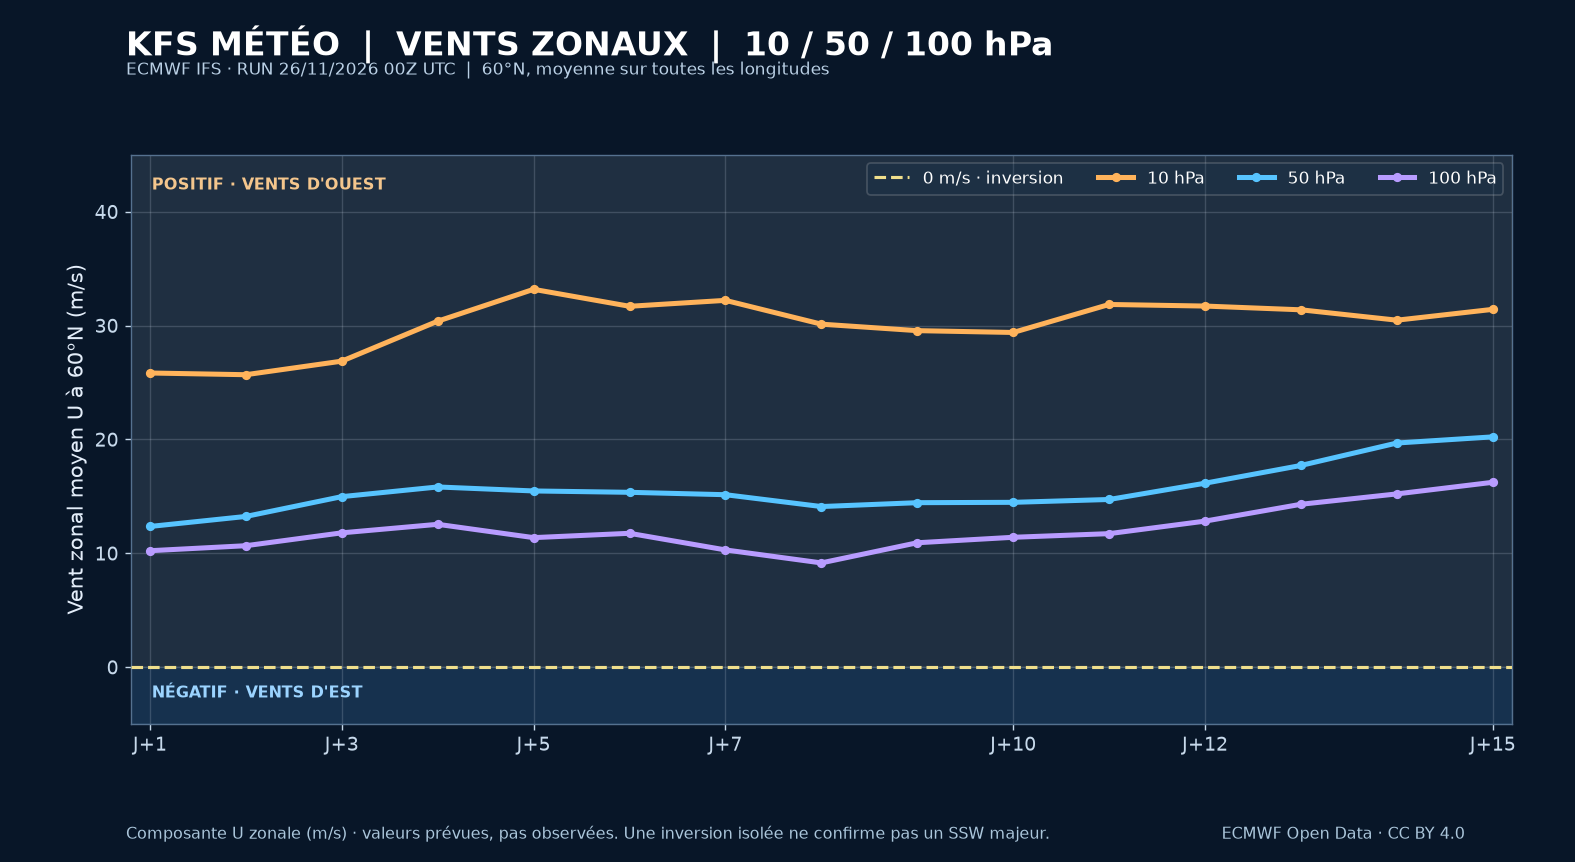 KFS MÉTÉO | VENTS ZONAUX | 10 / 50 / 100 hPa
ECMWF IFS · RUN 26/11/2026 00Z UTC | 60°N, moyenne sur toutes les longitudes
POSITIF · VENTS D'OUEST
0 m/s · inversion
10 hPa
50 hPa
100 hPa
Vent zonal moyen U à 60°N (m/s)
40
30
20
10
0
NÉGATIF · VENTS D'EST
J+1
J+3
J+5
J+7
J+10
J+12
J+15
Composante U zonale (m/s) · valeurs prévues, pas observées. Une inversion isolée ne confirme pas un SSW majeur.
ECMWF Open Data · CC BY 4.0